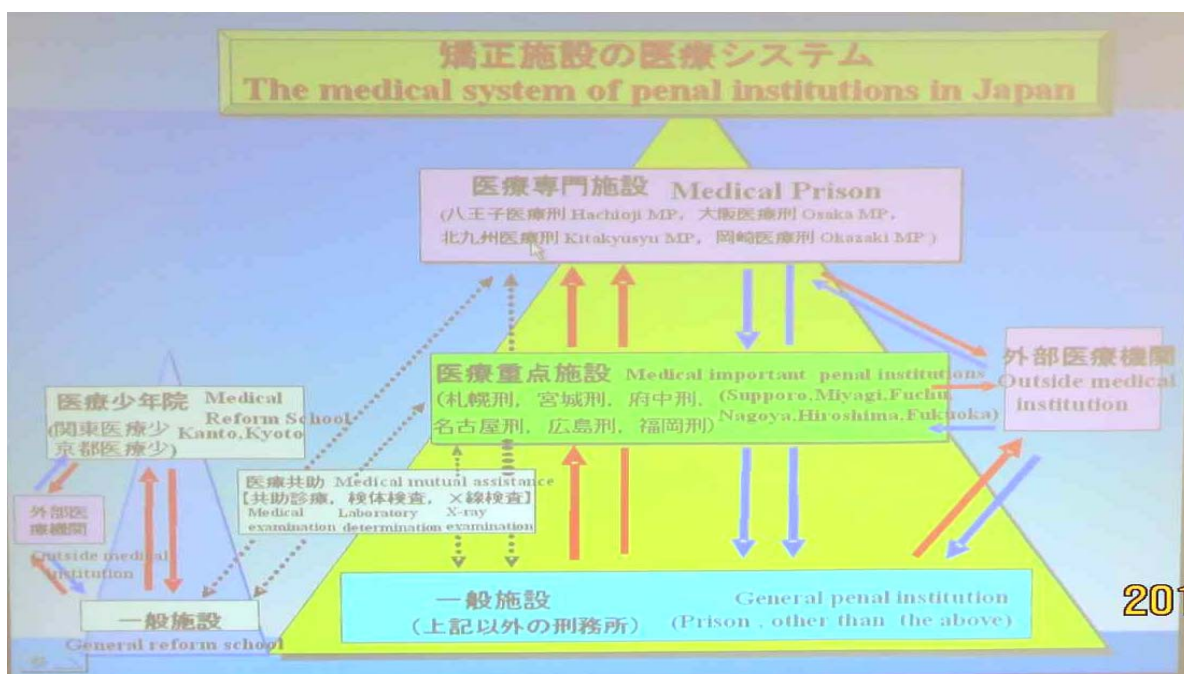 矯正施設の医療システム
The medical system of penal institutions in Japan
医療専門施設 Medical Prison
(八王子医療刑 Hachioji MP, 大阪医療刑 Osaka MP,
北九州医療刑 Kitakyusyu MP, 岡崎医療刑 Okazaki MP)
医療重点施設 Medical important penal institutions
(札幌刑, 宮城刑, 府中刑, (Supporo,Miyagi,Fuchu,
名古屋刑, 広島刑, 福岡刑) Nagoya,Hiroshima,Fukuoka)
外部医療機関
Outside medical
institution
医療少年院 Medical
Reform School
(関東医療少 Kanto,Kyoto
京都医療少)
医療共助 Medical mutual assistance
【共助診療, 検体検査, X線検査】
Medical Laboratory X-ray
examination determination examination
外部医
療機関
Outside medical
institution
一般施設
General reform school
一般施設 General penal institution
(上記以外の刑務所) (Prison , other than the above)
201